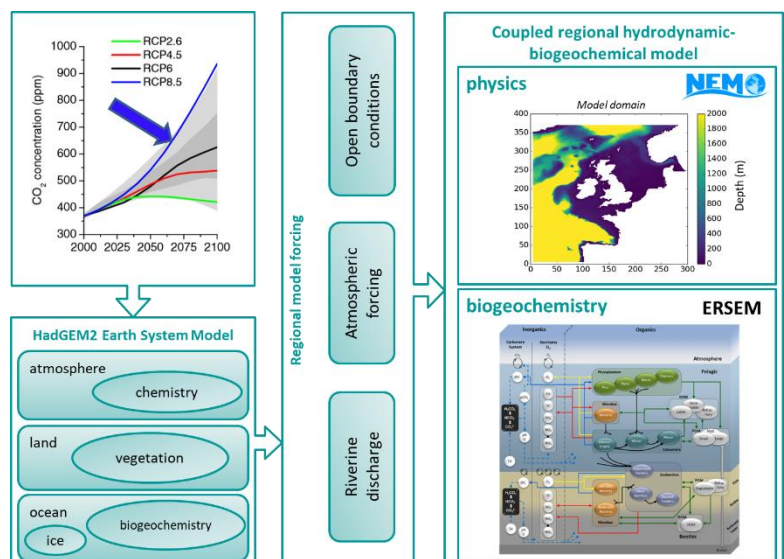 1000
900
800
700
600
500
400
300
CO2 concentration (ppm)
RCP2.6
RCP4.5
RCP6
RCP8.5
2000
2025
2050
2075
2100
HadGEM2 Earth System Model
atmosphere
chemistry
land
vegetation
ocean
ice
biogeochemistry
Regional model forcing
Open boundary
conditions
Atmospheric
forcing
Riverine
discharge
Coupled regional hydrodynamic-
biogeochemical model
physics
NEMO
Model domain
400
350
300
250
200
150
100
50
0
0
50
100
150
200
250
300
2000
1800
1600
1400
1200
1000
800
600
400
200
0
Depth (m)
biogeochemistry
ERSEM
Inorganics
Organics
Atmosphere
Pelagic